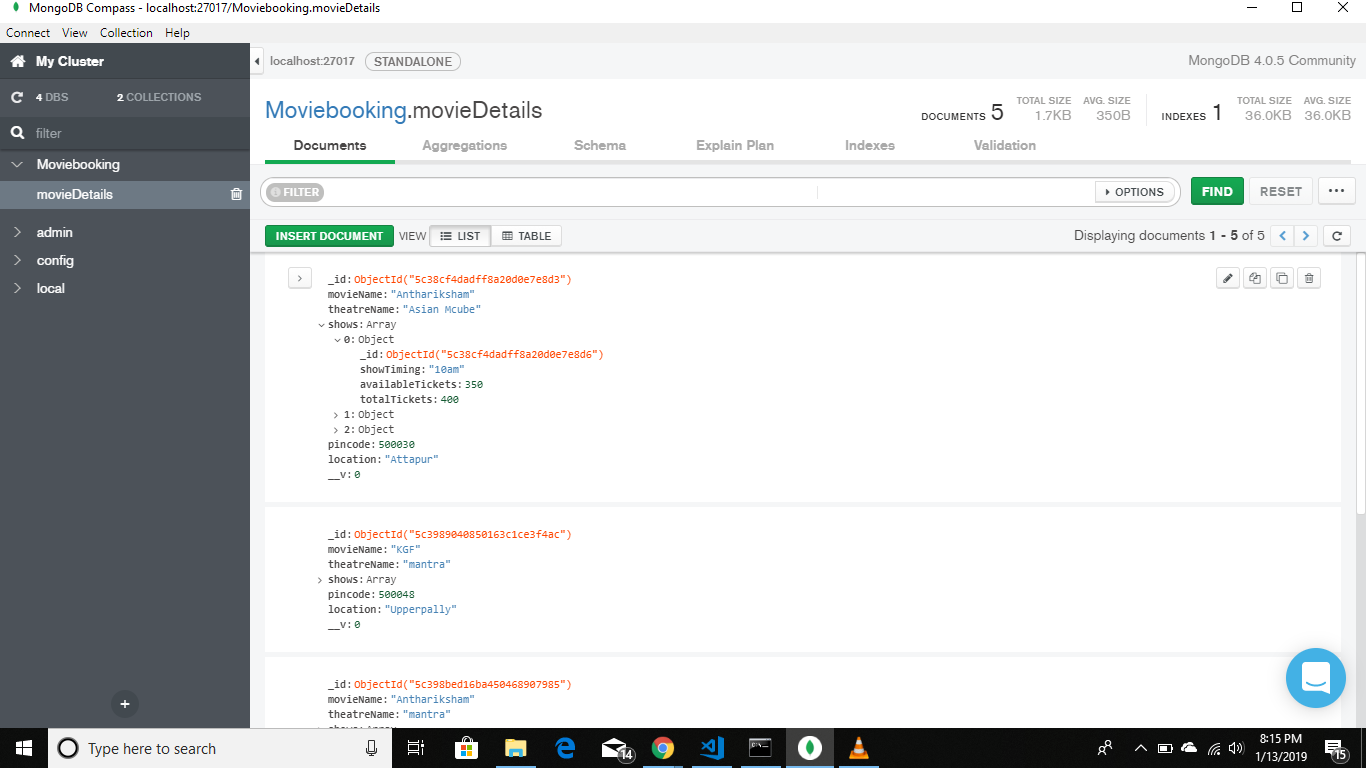 MongoDB Compass - localhost:27017/Moviebooking.movieDetails
Connect View Collection Help
My Cluster
4 DBS 2 COLLECTIONS
filter
Moviebooking
movieDetails
admin
config
local
localhost:27017 STANDALONE MongoDB 4.0.5 Community
Moviebooking.movieDetails
DOCUMENTS 5 TOTAL SIZE 1.7KB AVG. SIZE 350B INDEXES 1 TOTAL SIZE 36.0KB AVG. SIZE 36.0KB
Documents Aggregations Schema Explain Plan Indexes Validation
FILTER OPTIONS FIND RESET ...
INSERT DOCUMENT VIEW LIST TABLE Displaying documents 1 - 5 of 5
_id: ObjectId("5c38cf4dadff8a20d0e7e8d3")
movieName: "Anthariksham"
theatreName: "Asian Mcube"
shows: Array
0: Object
_id: ObjectId("5c38cf4dadff8a20d0e7e8d6")
showTiming: "10am"
availableTickets: 350
totalTickets: 400
1: Object
2: Object
pincode: 500030
location: "Attapur"
__v: 0
_id: ObjectId("5c3989040850163c1ce3f4ac")
movieName: "KGF"
theatreName: "mantra"
shows: Array
pincode: 500048
location: "Upperpally"
__v: 0
_id: ObjectId("5c398bed16ba450468907985")
movieName: "Anthariksham"
theatreName: "mantra"
shows: Array
Type here to search
14
8:15 PM
1/13/2019
15